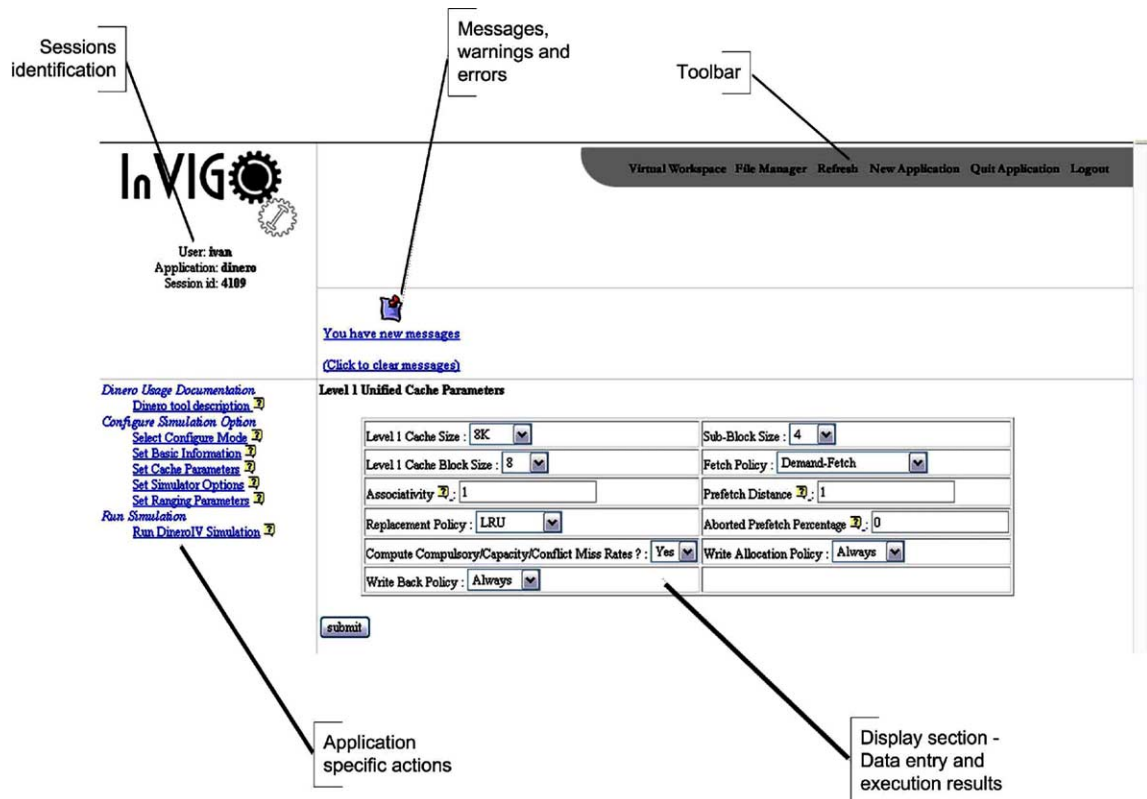 Sessions
identification
Messages,
warnings and
errors
Toolbar
In VIGO
Virtual Workspace File Manager Refresh New Application Quit Application Logout
User: ivan
Application: dinero
Session id: 4109
You have new messages
(Click to clear messages)
Dinero Usage Documentation
Dinero tool description ?
Configure Simulation Option
Select Configure Mode ?
Set Basic Information ?
Set Cache Parameters ?
Set Simulator Options ?
Set Ranging Parameters ?
Run Simulation
Run DineroIV Simulation ?
Level 1 Unified Cache Parameters
Level 1 Cache Size : 8K
Sub-Block Size : 4
Level 1 Cache Block Size : 8
Fetch Policy : Demand-Fetch
Associativity ? : 1
Prefetch Distance ? : 1
Replacement Policy : LRU
Aborted Prefetch Percentage ? : 0
Compute Compulsory/Capacity/Conflict Miss Rates ? : Yes
Write Allocation Policy : Always
Write Back Policy : Always
submit
Application
specific actions
Display section -
Data entry and
execution results